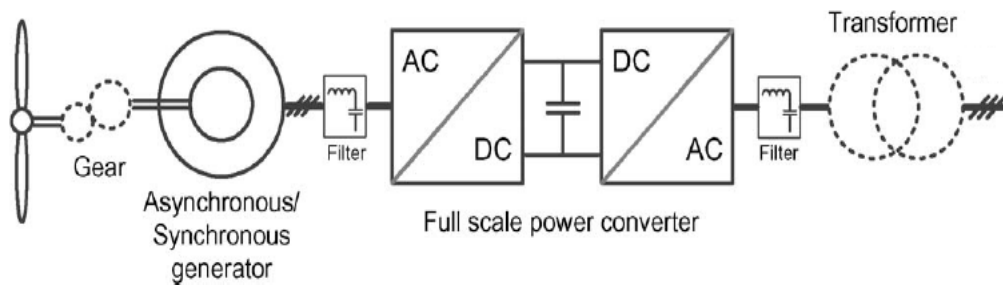 Transformer
AC
DC
DC
AC
Filter
Filter
Gear
Asynchronous/
Synchronous
generator
Full scale power converter